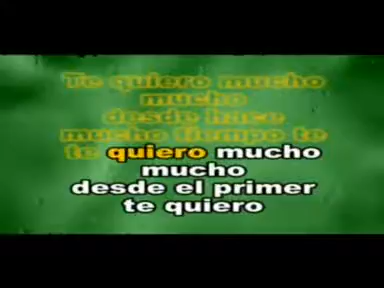 Te quiero mucho
mucho
desde hace
mucho tiempo te
te quiero mucho
mucho
desde el primer
te quiero